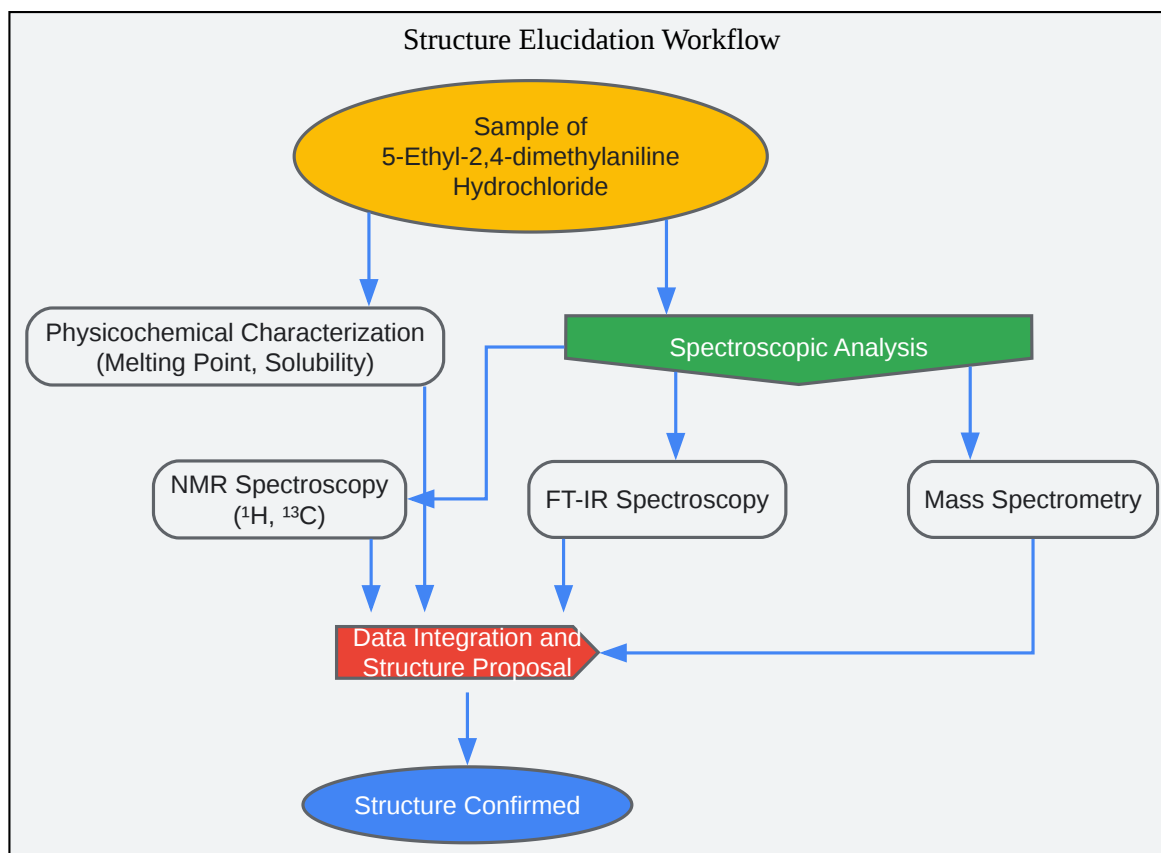 Structure Elucidation Workflow
Sample of
5-Ethyl-2,4-dimethylaniline
Hydrochloride
Physicochemical Characterization
(Melting Point, Solubility)
Spectroscopic Analysis
NMR Spectroscopy
(¹H, ¹³C)
FT-IR Spectroscopy
Mass Spectrometry
Data Integration and
Structure Proposal
Structure Confirmed